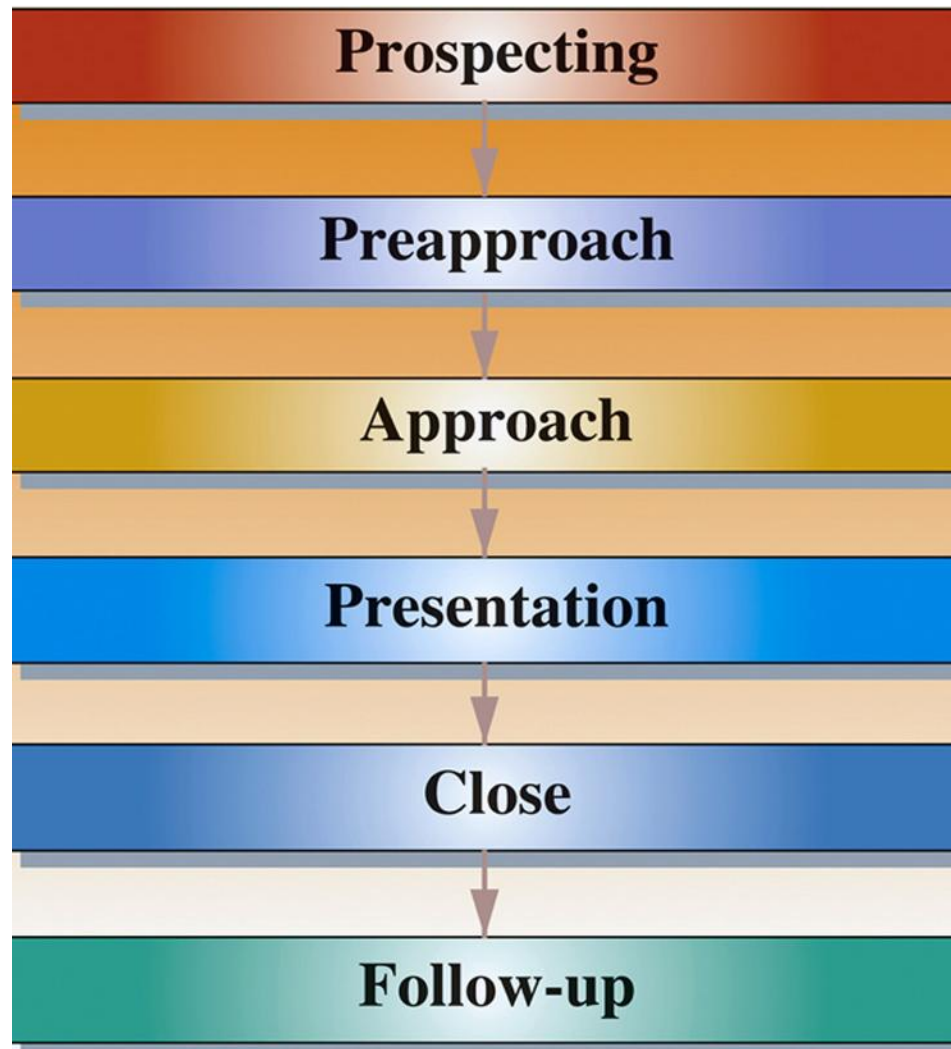 Prospecting
Preapproach
Approach
Presentation
Close
Follow-up